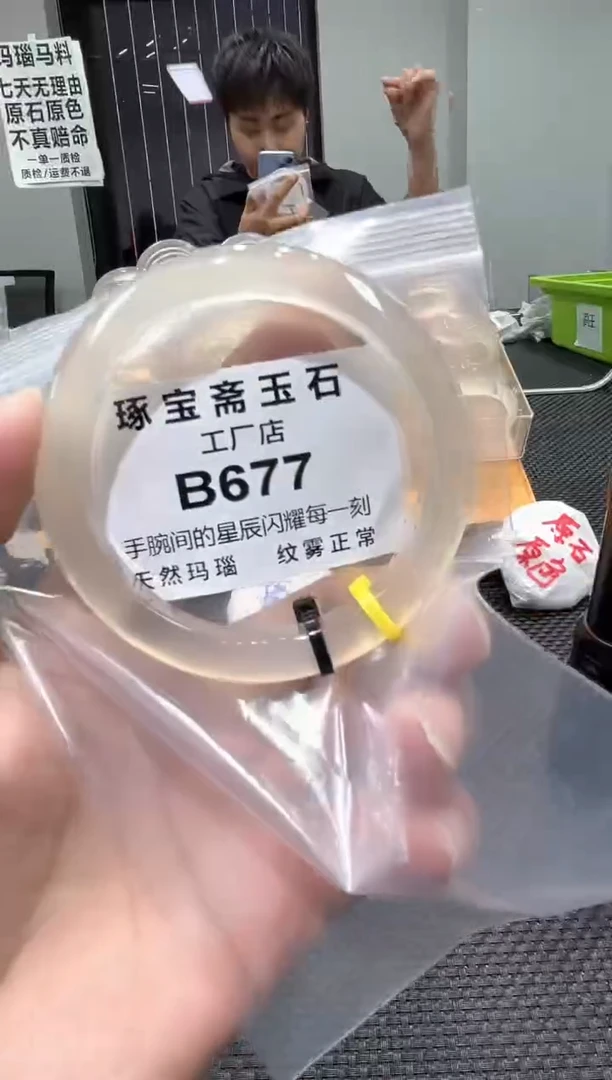 玛瑙马料
七天无理由
原石原色
不真赔命
一单一质检
质检/运费不退
琢宝斋玉石
工厂店
B677
手腕间的星辰闪耀每一刻
天然玛瑙 纹雾正常
原石
原色